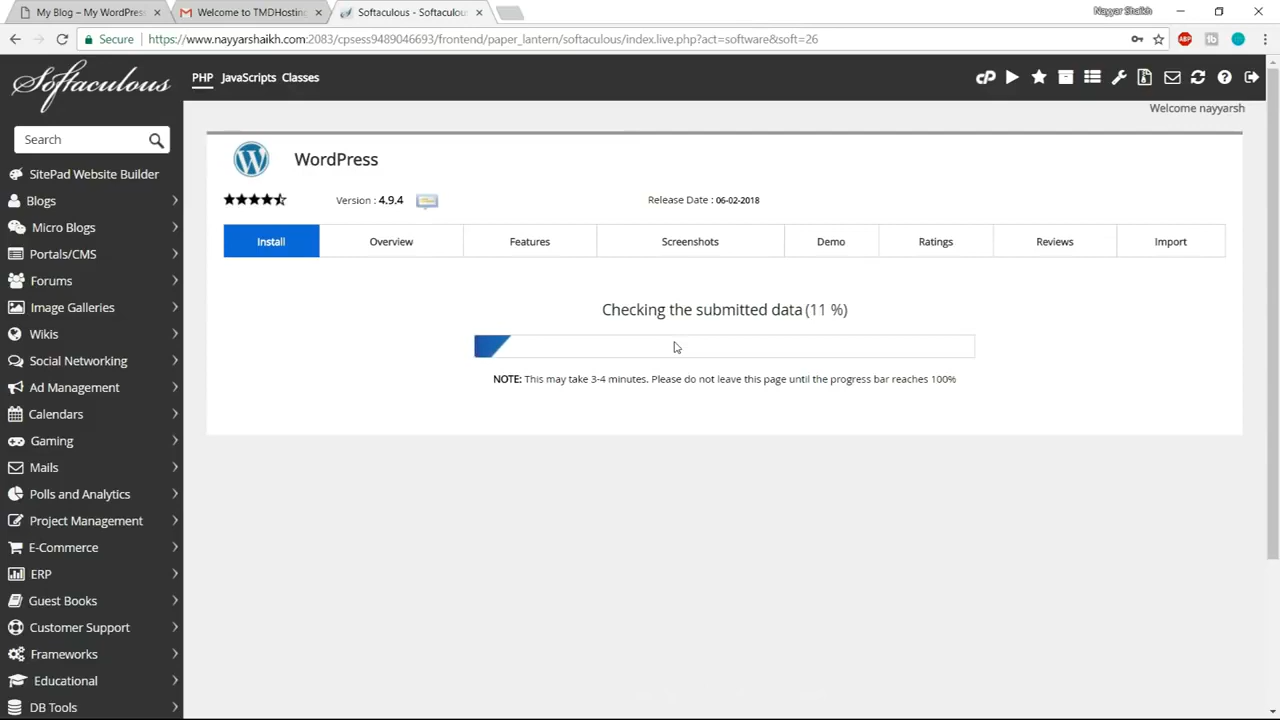 My Blog – My WordPress
Welcome to TMDHosting
Softaculous - Softaculou
Nayyar Shaikh
Secure
https://www.nayyarshaikh.com:2083/cpsess9489046693/frontend/paper_lantern/softaculous/index.live.php?act=software&soft=26
ABP
tb
Softaculous
PHP JavaScripts Classes
cP
Welcome nayyarsh
Search
SitePad Website Builder
Blogs
Micro Blogs
Portals/CMS
Forums
Image Galleries
Wikis
Social Networking
Ad Management
Calendars
Gaming
Mails
Polls and Analytics
Project Management
E-Commerce
ERP
Guest Books
Customer Support
Frameworks
Educational
DB Tools
WordPress
Version : 4.9.4
Release Date : 06-02-2018
Install Overview Features Screenshots Demo Ratings Reviews Import
Checking the submitted data (11 %)
NOTE: This may take 3-4 minutes. Please do not leave this page until the progress bar reaches 100%